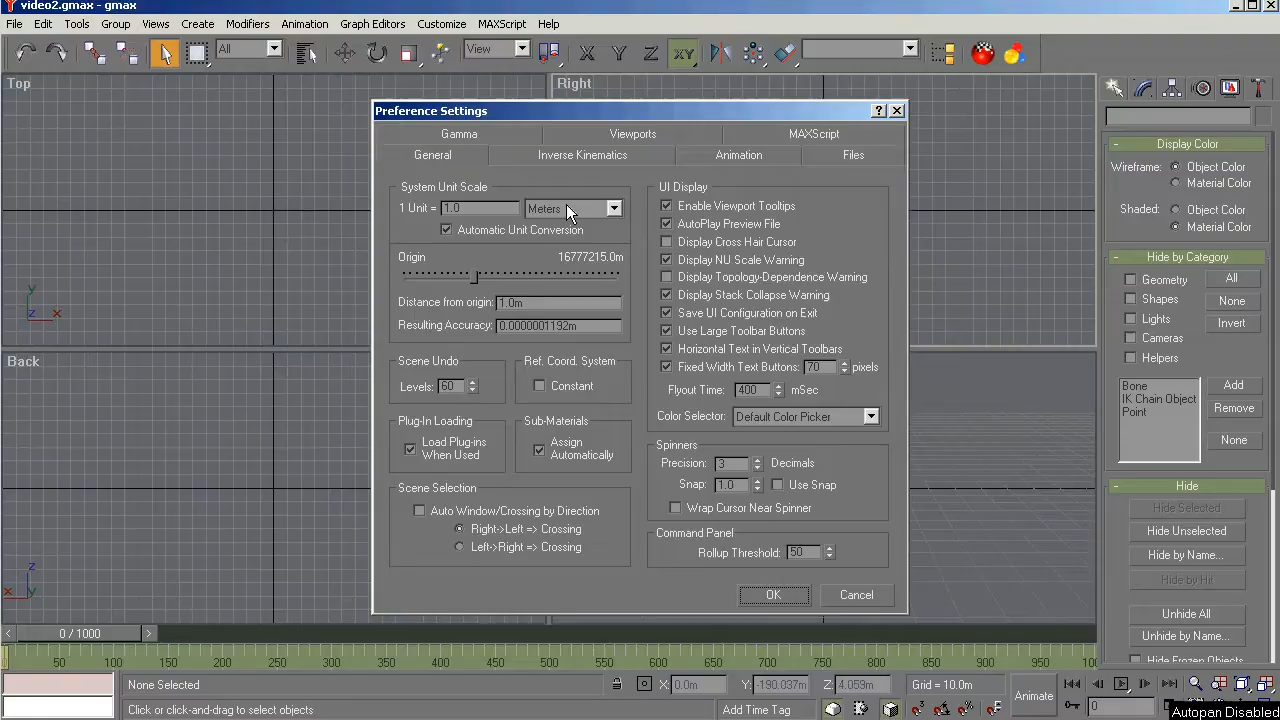 video2.gmax - gmax
File Edit Tools Group Views Create Modifiers Animation Graph Editors Customize MAXScript Help
All View X Y Z XY
Top Right
Preference Settings
Gamma Viewports MAXScript
General Inverse Kinematics Animation Files
System Unit Scale
1 Unit = 1.0 Meters
Automatic Unit Conversion
Origin 16777215.0m
Distance from origin: 1.0m
Resulting Accuracy: 0.0000001192m
Scene Undo
Levels: 60
Ref. Coord. System
Constant
Plug-In Loading
Load Plug-ins
When Used
Sub-Materials
Assign
Automatically
Scene Selection
Auto Window/Crossing by Direction
Right->Left => Crossing
Left->Right => Crossing
UI Display
Enable Viewport Tooltips
AutoPlay Preview File
Display Cross Hair Cursor
Display NU Scale Warning
Display Topology-Dependence Warning
Display Stack Collapse Warning
Save UI Configuration on Exit
Use Large Toolbar Buttons
Horizontal Text in Vertical Toolbars
Fixed Width Text Buttons: 70 pixels
Flyout Time: 400 mSec
Color Selector: Default Color Picker
Spinners
Precision: 3 Decimals
Snap: 1.0 Use Snap
Wrap Cursor Near Spinner
Command Panel
Rollup Threshold: 50
OK Cancel
Back
y
z x
z
x y
- Display Color
Wireframe: Object Color
Material Color
Shaded: Object Color
Material Color
- Hide by Category
Geometry All
Shapes None
Lights Invert
Cameras
Helpers
Bone
IK Chain Object
Point
Add
Remove
None
- Hide
Hide Selected
Hide Unselected
Hide by Name...
Hide by Hit
Unhide All
Unhide by Name...
Hide Frozen Objects
< 0 / 1000 >
50 100 150 200 250 300 350 400 450 500 550 600 650 700 750 800 850 900 950
None Selected X: 0.0m Y: -190.037m Z: 4.059m Grid = 10.0m
Click or click-and-drag to select objects Add Time Tag
Animate
0
Autopan Disabled